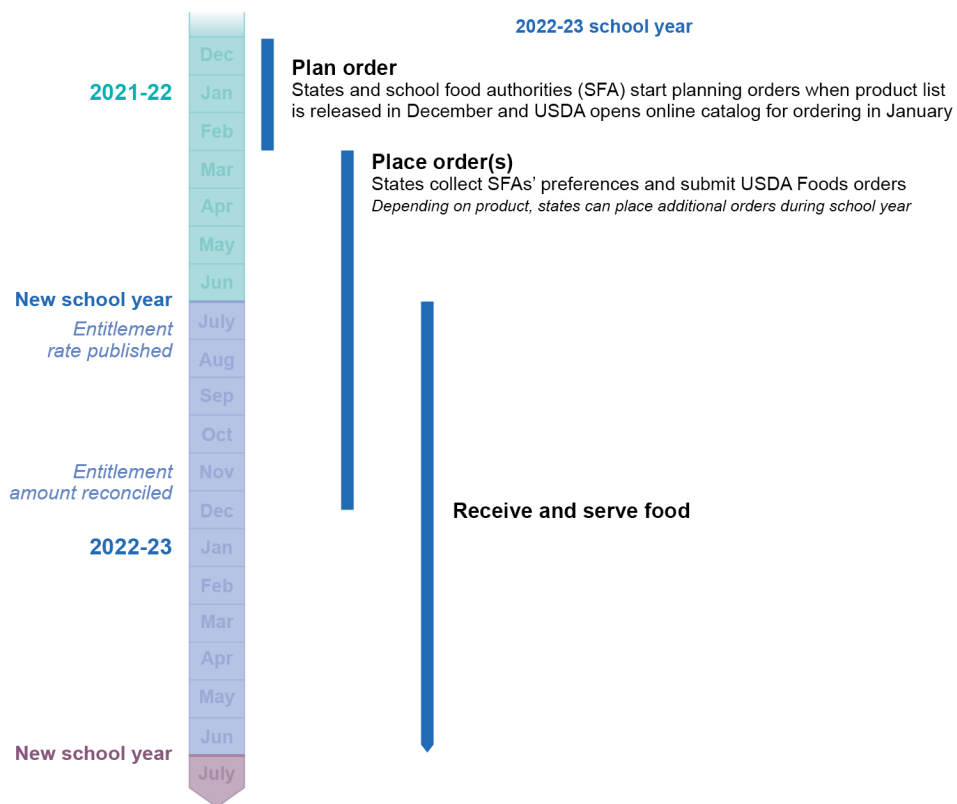 2022-23 school year
Dec
Plan order
2021-22
Jan
States and school food authorities (SFA) start planning orders when product list
is released in December and USDA opens online catalog for ordering in January
Feb
Mar
Place order(s)
States collect SFAs' preferences and submit USDA Foods orders
Depending on product, states can place additional orders during school year
Apr
May
Jun
New school year
July
Entitlement
rate published
Aug
Sep
Oct
Entitlement
amount reconciled
Nov
Dec
Receive and serve food
2022-23
Jan
Feb
Mar
Apr
May
Jun
New school year
July